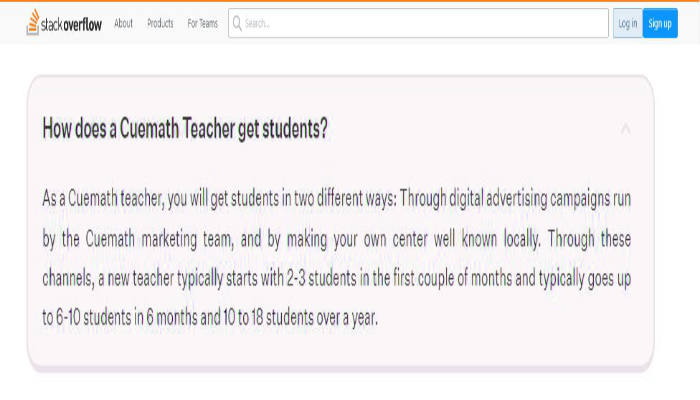 stack overflow About Products For Teams Search... Log in Sign up
How does a Cuemath Teacher get students?
As a Cuemath teacher, you will get students in two different ways: Through digital advertising campaigns run
by the Cuemath marketing team, and by making your own center well known locally. Through these
channels, a new teacher typically starts with 2-3 students in the first couple of months and typically goes up
to 6-10 students in 6 months and 10 to 18 students over a year.